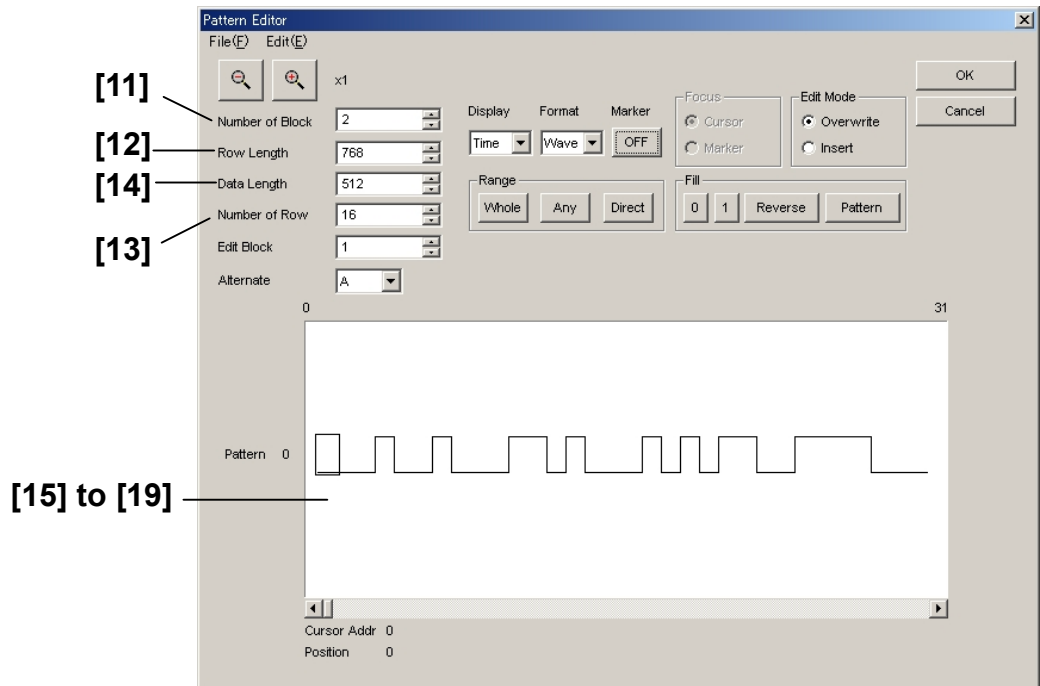 Pattern Editor
File(F) Edit(E)
x1
OK
Cancel
[11]
Number of Block 2
[12]
Row Length 768
[14]
Data Length 512
[13]
Number of Row 16
Edit Block 1
Alternate A
Display Format Marker
Time Wave OFF
Focus
Cursor
Marker
Edit Mode
Overwrite
Insert
Range
Whole Any Direct
Fill
0 1 Reverse Pattern
0 31
Pattern 0
[15] to [19]
Cursor Addr 0
Position 0